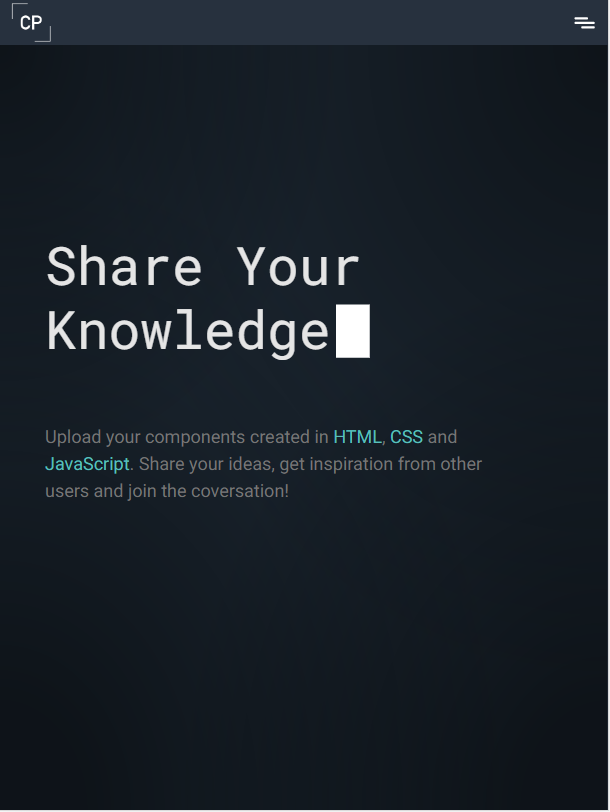 CP
Share Your
Knowledge
Upload your components created in HTML, CSS and
JavaScript. Share your ideas, get inspiration from other
users and join the coversation!